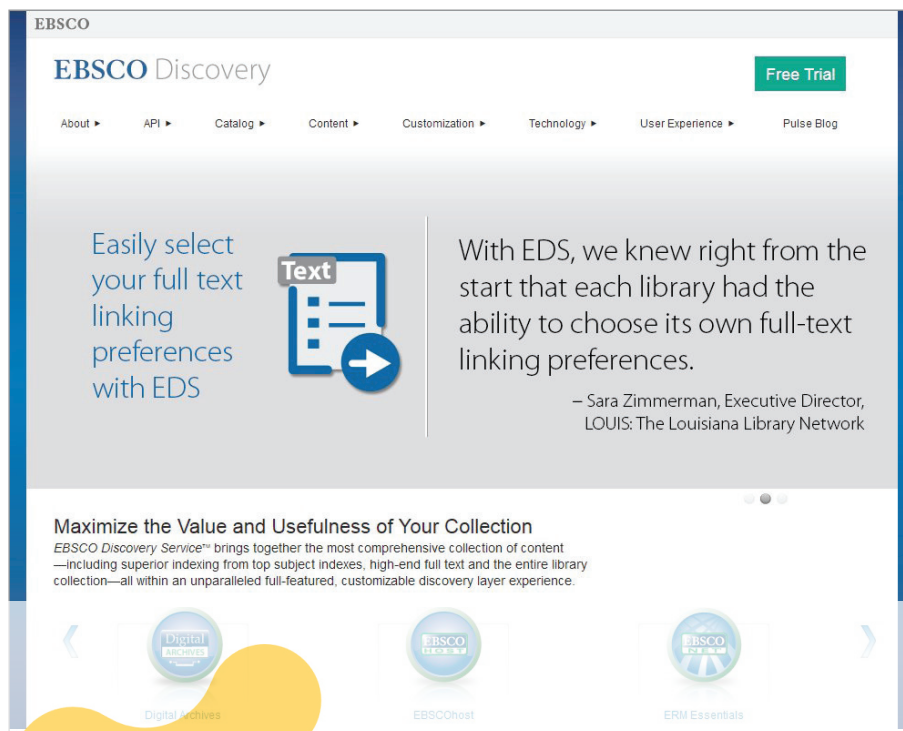 EBSCO
EBSCO Discovery
Free Trial
About ▸ API ▸ Catalog ▸ Content ▸ Customization ▸ Technology ▸ User Experience ▸ Pulse Blog
Easily select
your full text
linking
preferences
with EDS
Text
With EDS, we knew right from the
start that each library had the
ability to choose its own full-text
linking preferences.
– Sara Zimmerman, Executive Director,
LOUIS: The Louisiana Library Network
Maximize the Value and Usefulness of Your Collection
EBSCO Discovery Service™ brings together the most comprehensive collection of content
—including superior indexing from top subject indexes, high-end full text and the entire library
collection—all within an unparalleled full-featured, customizable discovery layer experience.
Digital
ARCHIVES
EBSCO
HOST
EBSCO
NET
Digital Archives
EBSCOhost
ERM Essentials